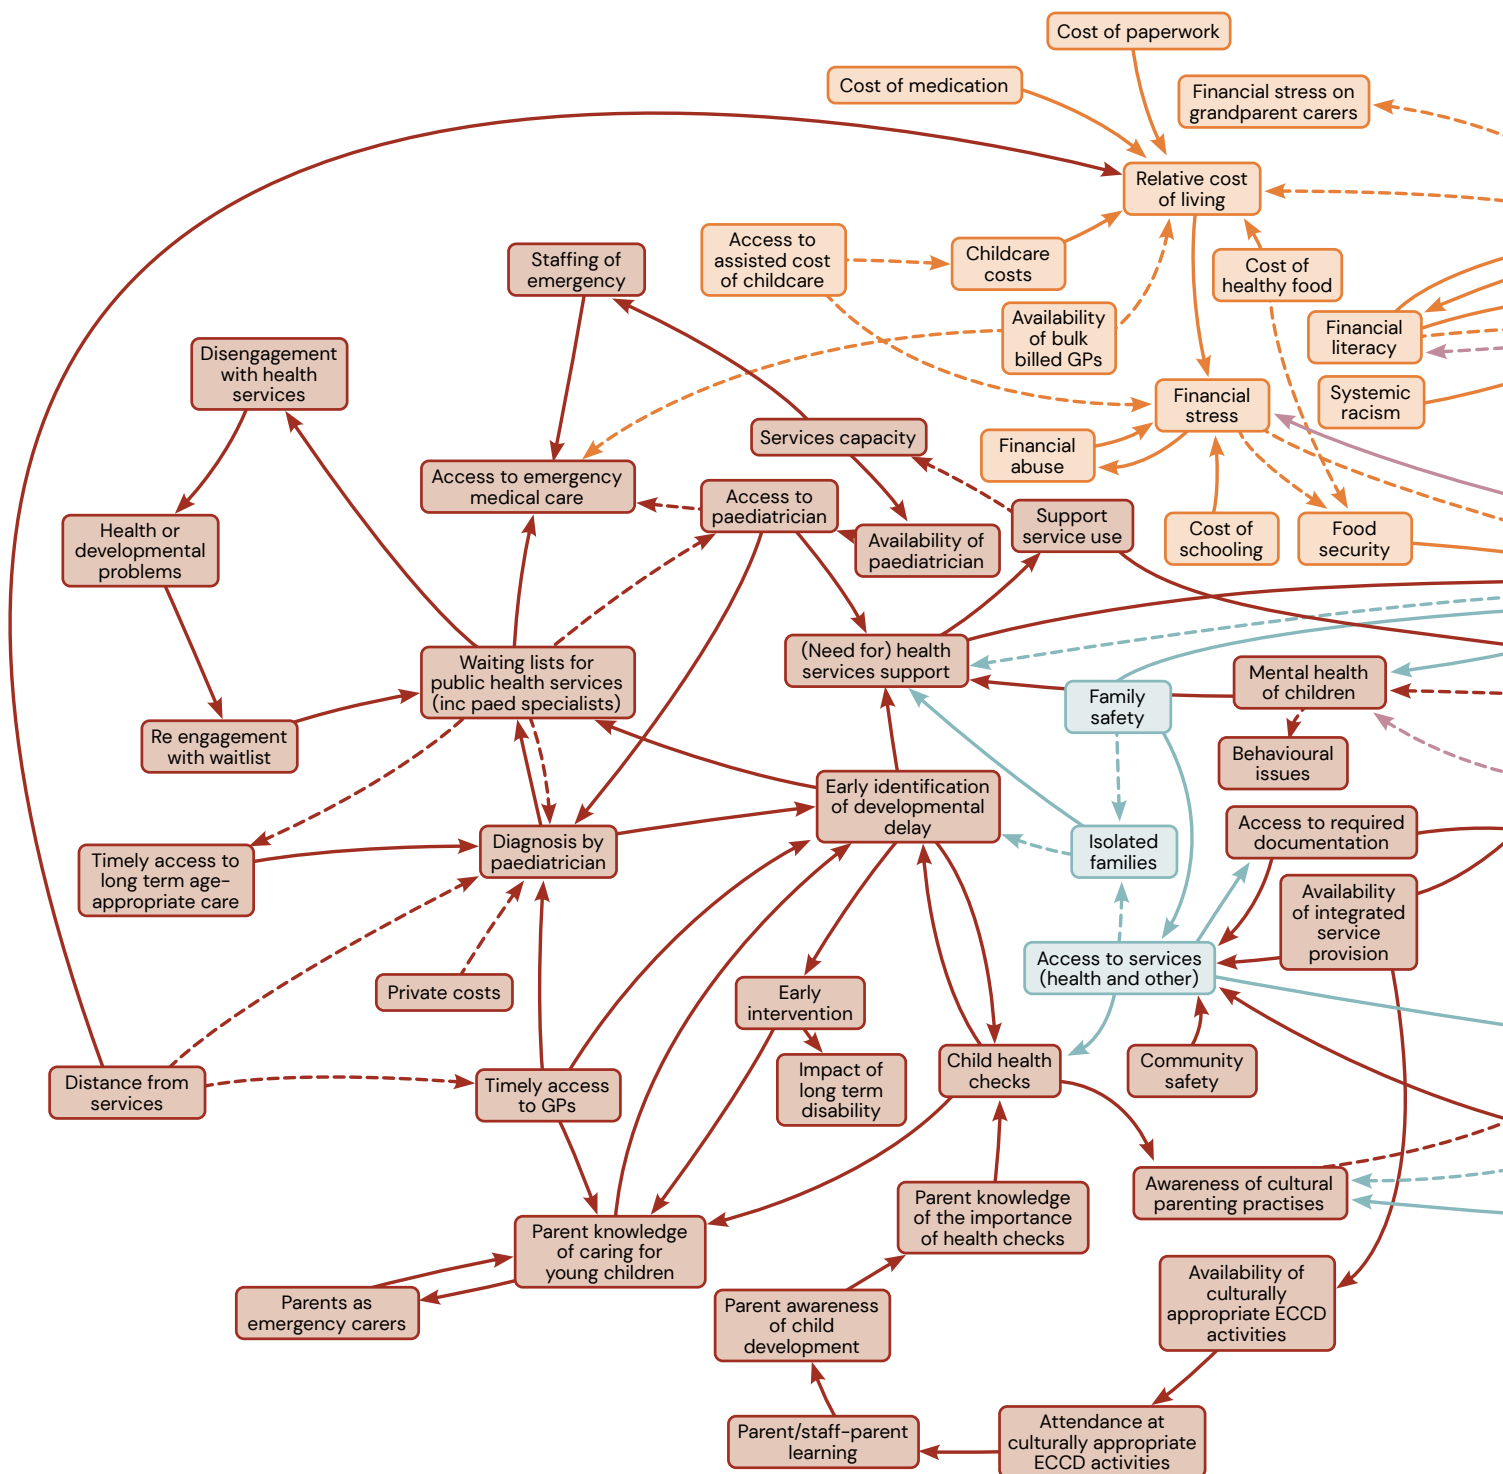 Cost of paperwork
Cost of medication
Financial stress on
grandparent carers
Relative cost
of living
Access to
assisted cost
of childcare
Childcare
costs
Staffing of
emergency
Cost of
healthy food
Availability
of bulk
billed GPs
Financial
literacy
Disengagement
with health
services
Financial
stress
Systemic
racism
Services capacity
Financial
abuse
Access to emergency
medical care
Access to
paediatrician
Support
service use
Availability of
paediatrician
Cost of
schooling
Food
security
Health or
developmental
problems
(Need for) health
services support
Waiting lists for
public health services
(inc paed specialists)
Mental health
of children
Family
safety
Re engagement
with waitlist
Behavioural
issues
Early identification
of developmental
delay
Access to required
documentation
Diagnosis by
paediatrician
Isolated
families
Timely access to
long term age-
appropriate care
Availability
of integrated
service
provision
Access to services
(health and other)
Private costs
Early
intervention
Child health
checks
Community
safety
Impact of
long term
disability
Distance from
services
Timely access
to GPs
Awareness of cultural
parenting practises
Parent knowledge
of the importance
of health checks
Parent knowledge
of caring for
young children
Parents as
emergency carers
Parent awareness
of child
development
Availability of
culturally
appropriate ECCD
activities
Parent/staff-parent
learning
Attendance at
culturally appropriate
ECCD activities